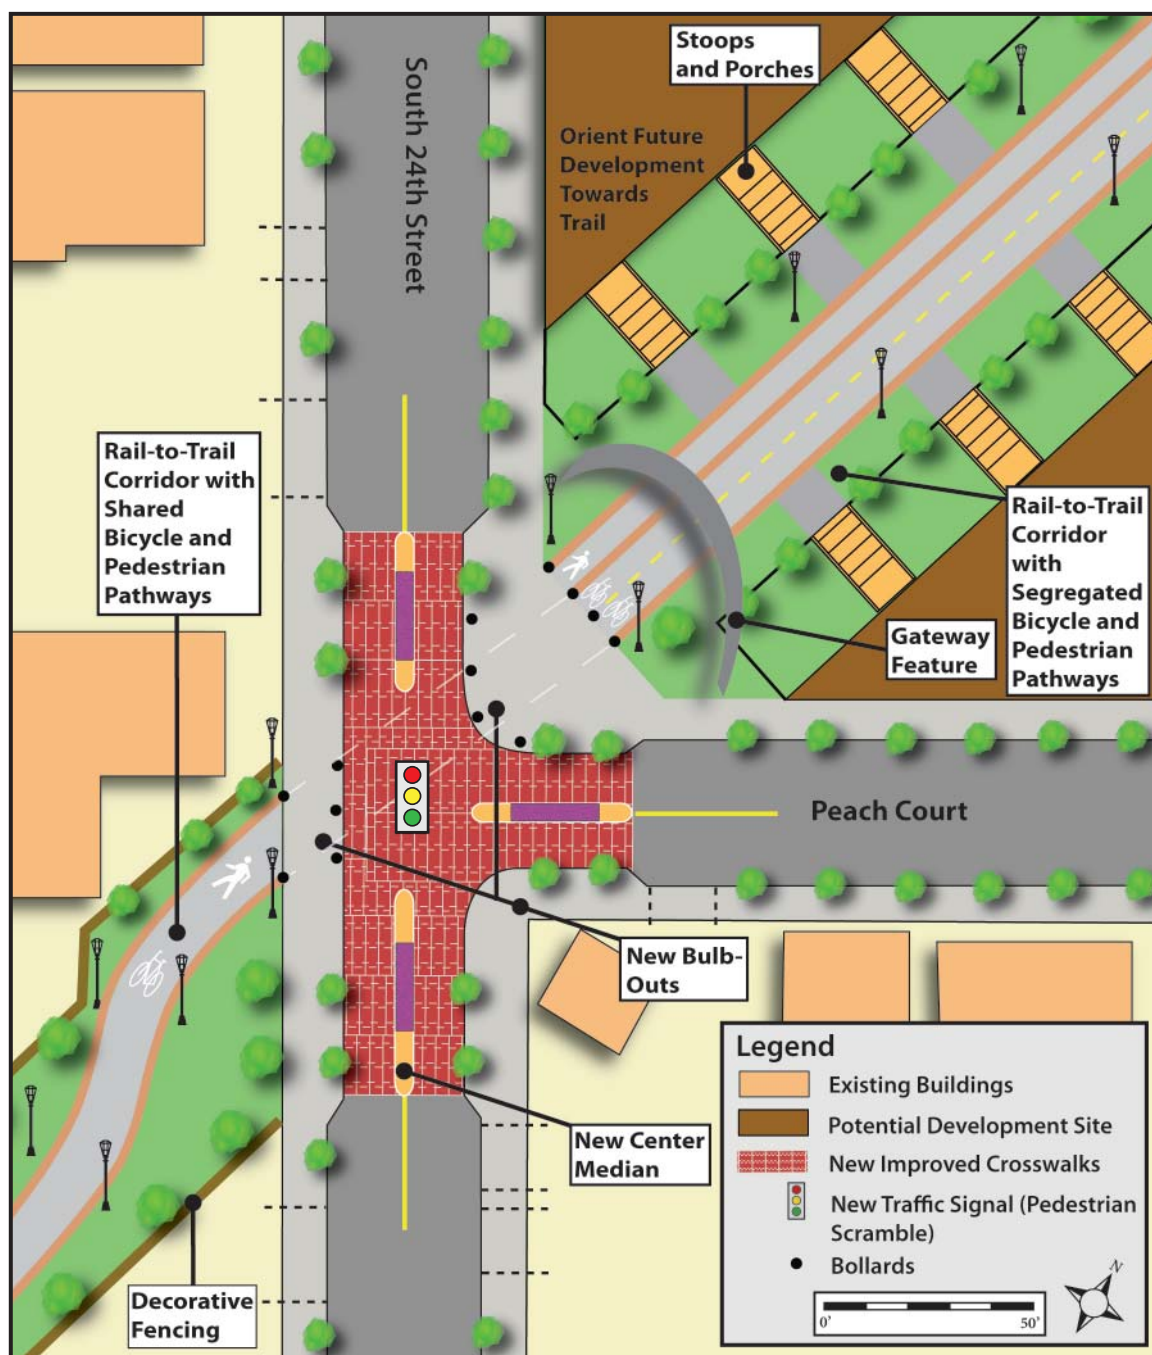 Stoops
and Porches
South 24th Street
Orient Future
Development
Towards
Trail
Rail-to-Trail
Corridor with
Shared
Bicycle and
Pedestrian
Pathways
Rail-to-Trail
Corridor
with
Segregated
Bicycle and
Pedestrian
Pathways
Gateway
Feature
Peach Court
New Bulb-
Outs
New Center
Median
Decorative
Fencing
Legend
Existing Buildings
Potential Development Site
New Improved Crosswalks
New Traffic Signal (Pedestrian
Scramble)
Bollards
N
0' 50'